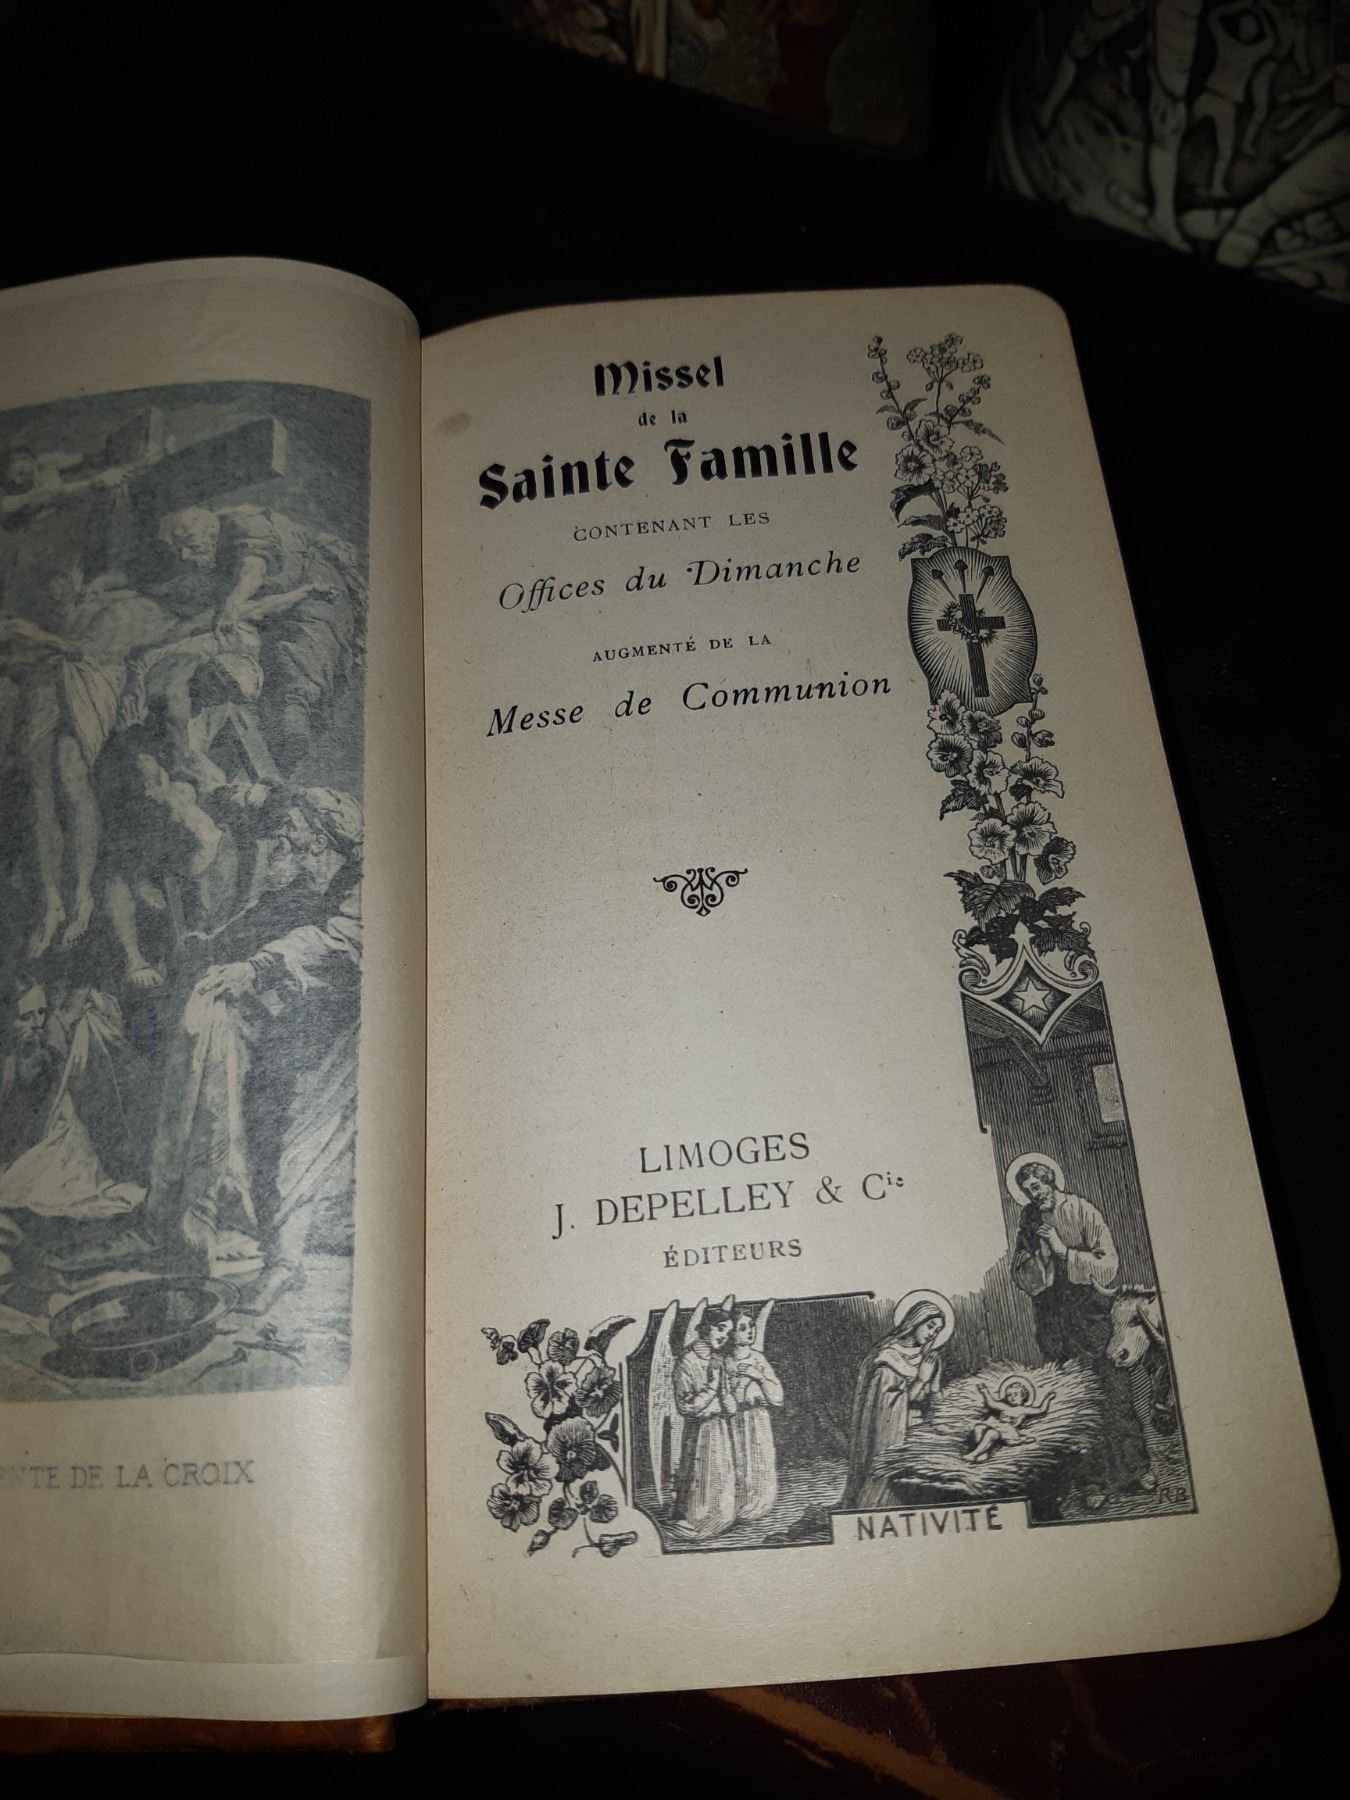 DE LA CROIX
Missel
de la
Sainte Famille
CONTENANT LES
Offices du Dimanche
AUGMENTÉ DE LA
Messe de Communion
LIMOGES
J. DEPELLEY & Cie
ÉDITEURS
NATIVITÉ
RB